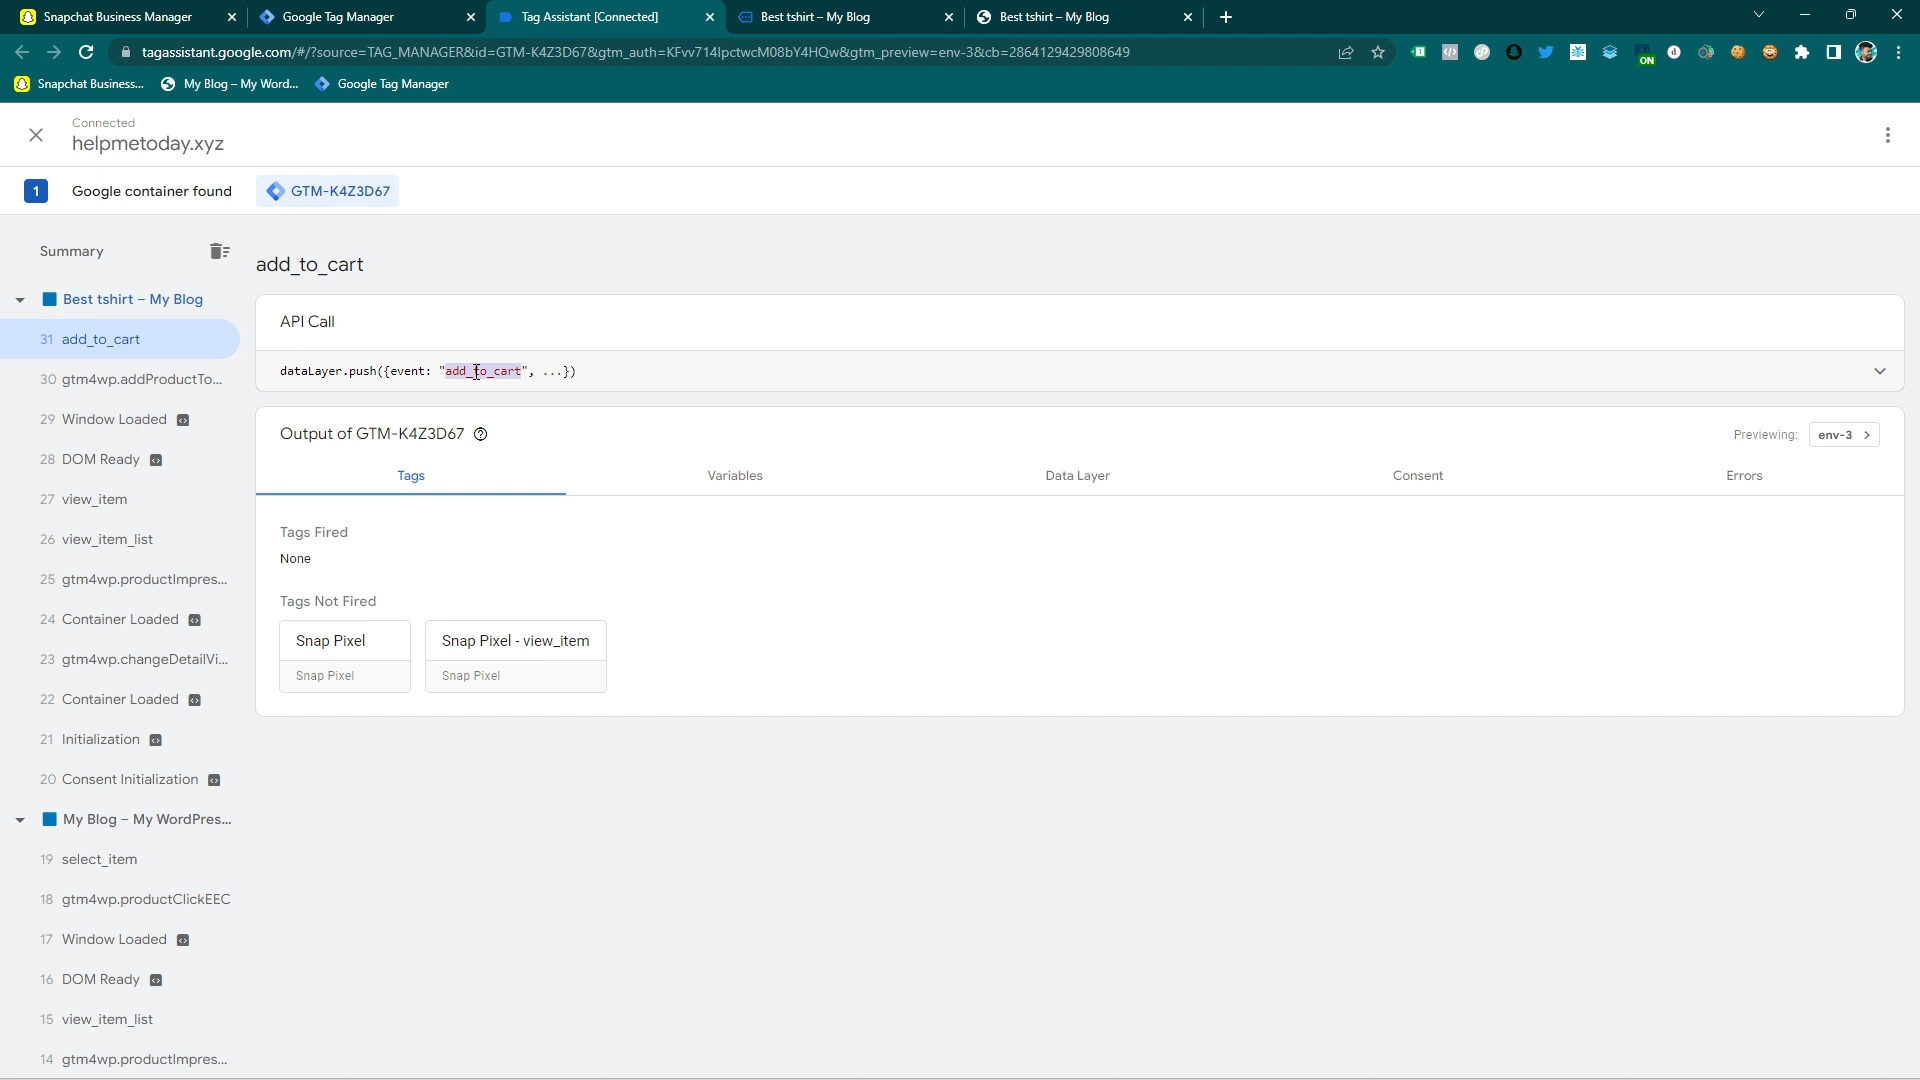 Snapchat Business Manager
Google Tag Manager
Tag Assistant [Connected]
Best tshirt – My Blog
Best tshirt – My Blog
tagassistant.google.com/#/?source=TAG_MANAGER&id=GTM-K4Z3D67&gtm_auth=KFvv714lpctwcM08bY4HQw&gtm_preview=env-3&cb=2864129429808649
ON
Snapchat Business...
My Blog – My Word...
Google Tag Manager
Connected
helpmetoday.xyz
1
Google container found
GTM-K4Z3D67
Summary
Best tshirt – My Blog
31 add_to_cart
30 gtm4wp.addProductTo...
29 Window Loaded
28 DOM Ready
27 view_item
26 view_item_list
25 gtm4wp.productImpres...
24 Container Loaded
23 gtm4wp.changeDetailVi...
22 Container Loaded
21 Initialization
20 Consent Initialization
My Blog – My WordPres...
19 select_item
18 gtm4wp.productClickEEC
17 Window Loaded
16 DOM Ready
15 view_item_list
14 gtm4wp.productImpres...
add_to_cart
API Call
dataLayer.push({event: "add_to_cart", ...})
Output of GTM-K4Z3D67
Previewing: env-3
Tags
Variables
Data Layer
Consent
Errors
Tags Fired
None
Tags Not Fired
Snap Pixel
Snap Pixel
Snap Pixel - view_item
Snap Pixel